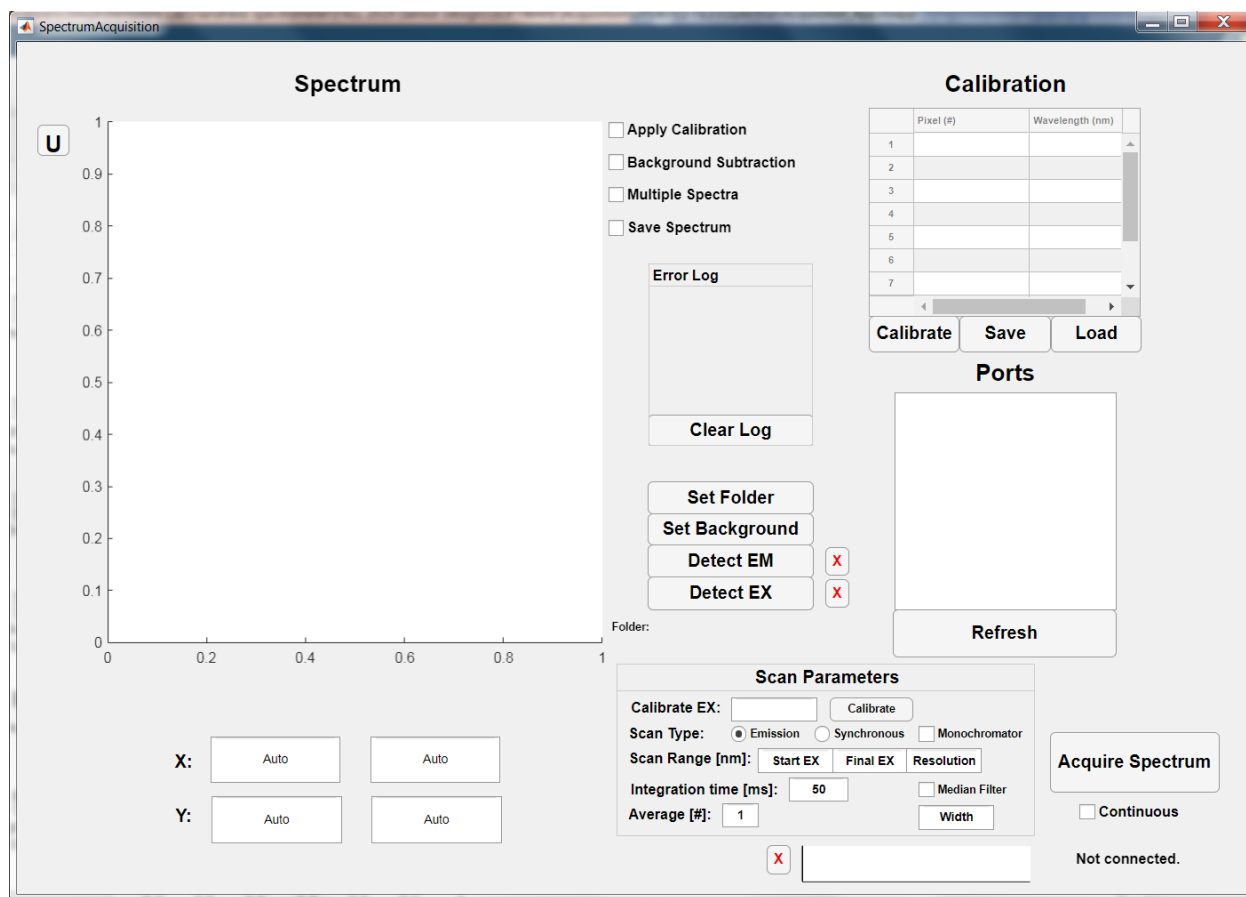 SpectrumAcquisition
Spectrum
Calibration
U
1
0.9
0.8
0.7
0.6
0.5
0.4
0.3
0.2
0.1
0
0
0.2
0.4
0.6
0.8
1
Apply Calibration
Background Subtraction
Multiple Spectra
Save Spectrum
Error Log
Clear Log
Pixel (#) Wavelength (nm)
1
2
3
4
5
6
7
Calibrate Save Load
Ports
Refresh
Set Folder
Set Background
Detect EM X
Detect EX X
Folder:
Scan Parameters
Calibrate EX: Calibrate
Scan Type: Emission Synchronous Monochromator
Scan Range [nm]: Start EX Final EX Resolution
Integration time [ms]: 50 Median Filter
Average [#]: 1 Width
X: Auto Auto
Y: Auto Auto
Acquire Spectrum
Continuous
X
Not connected.